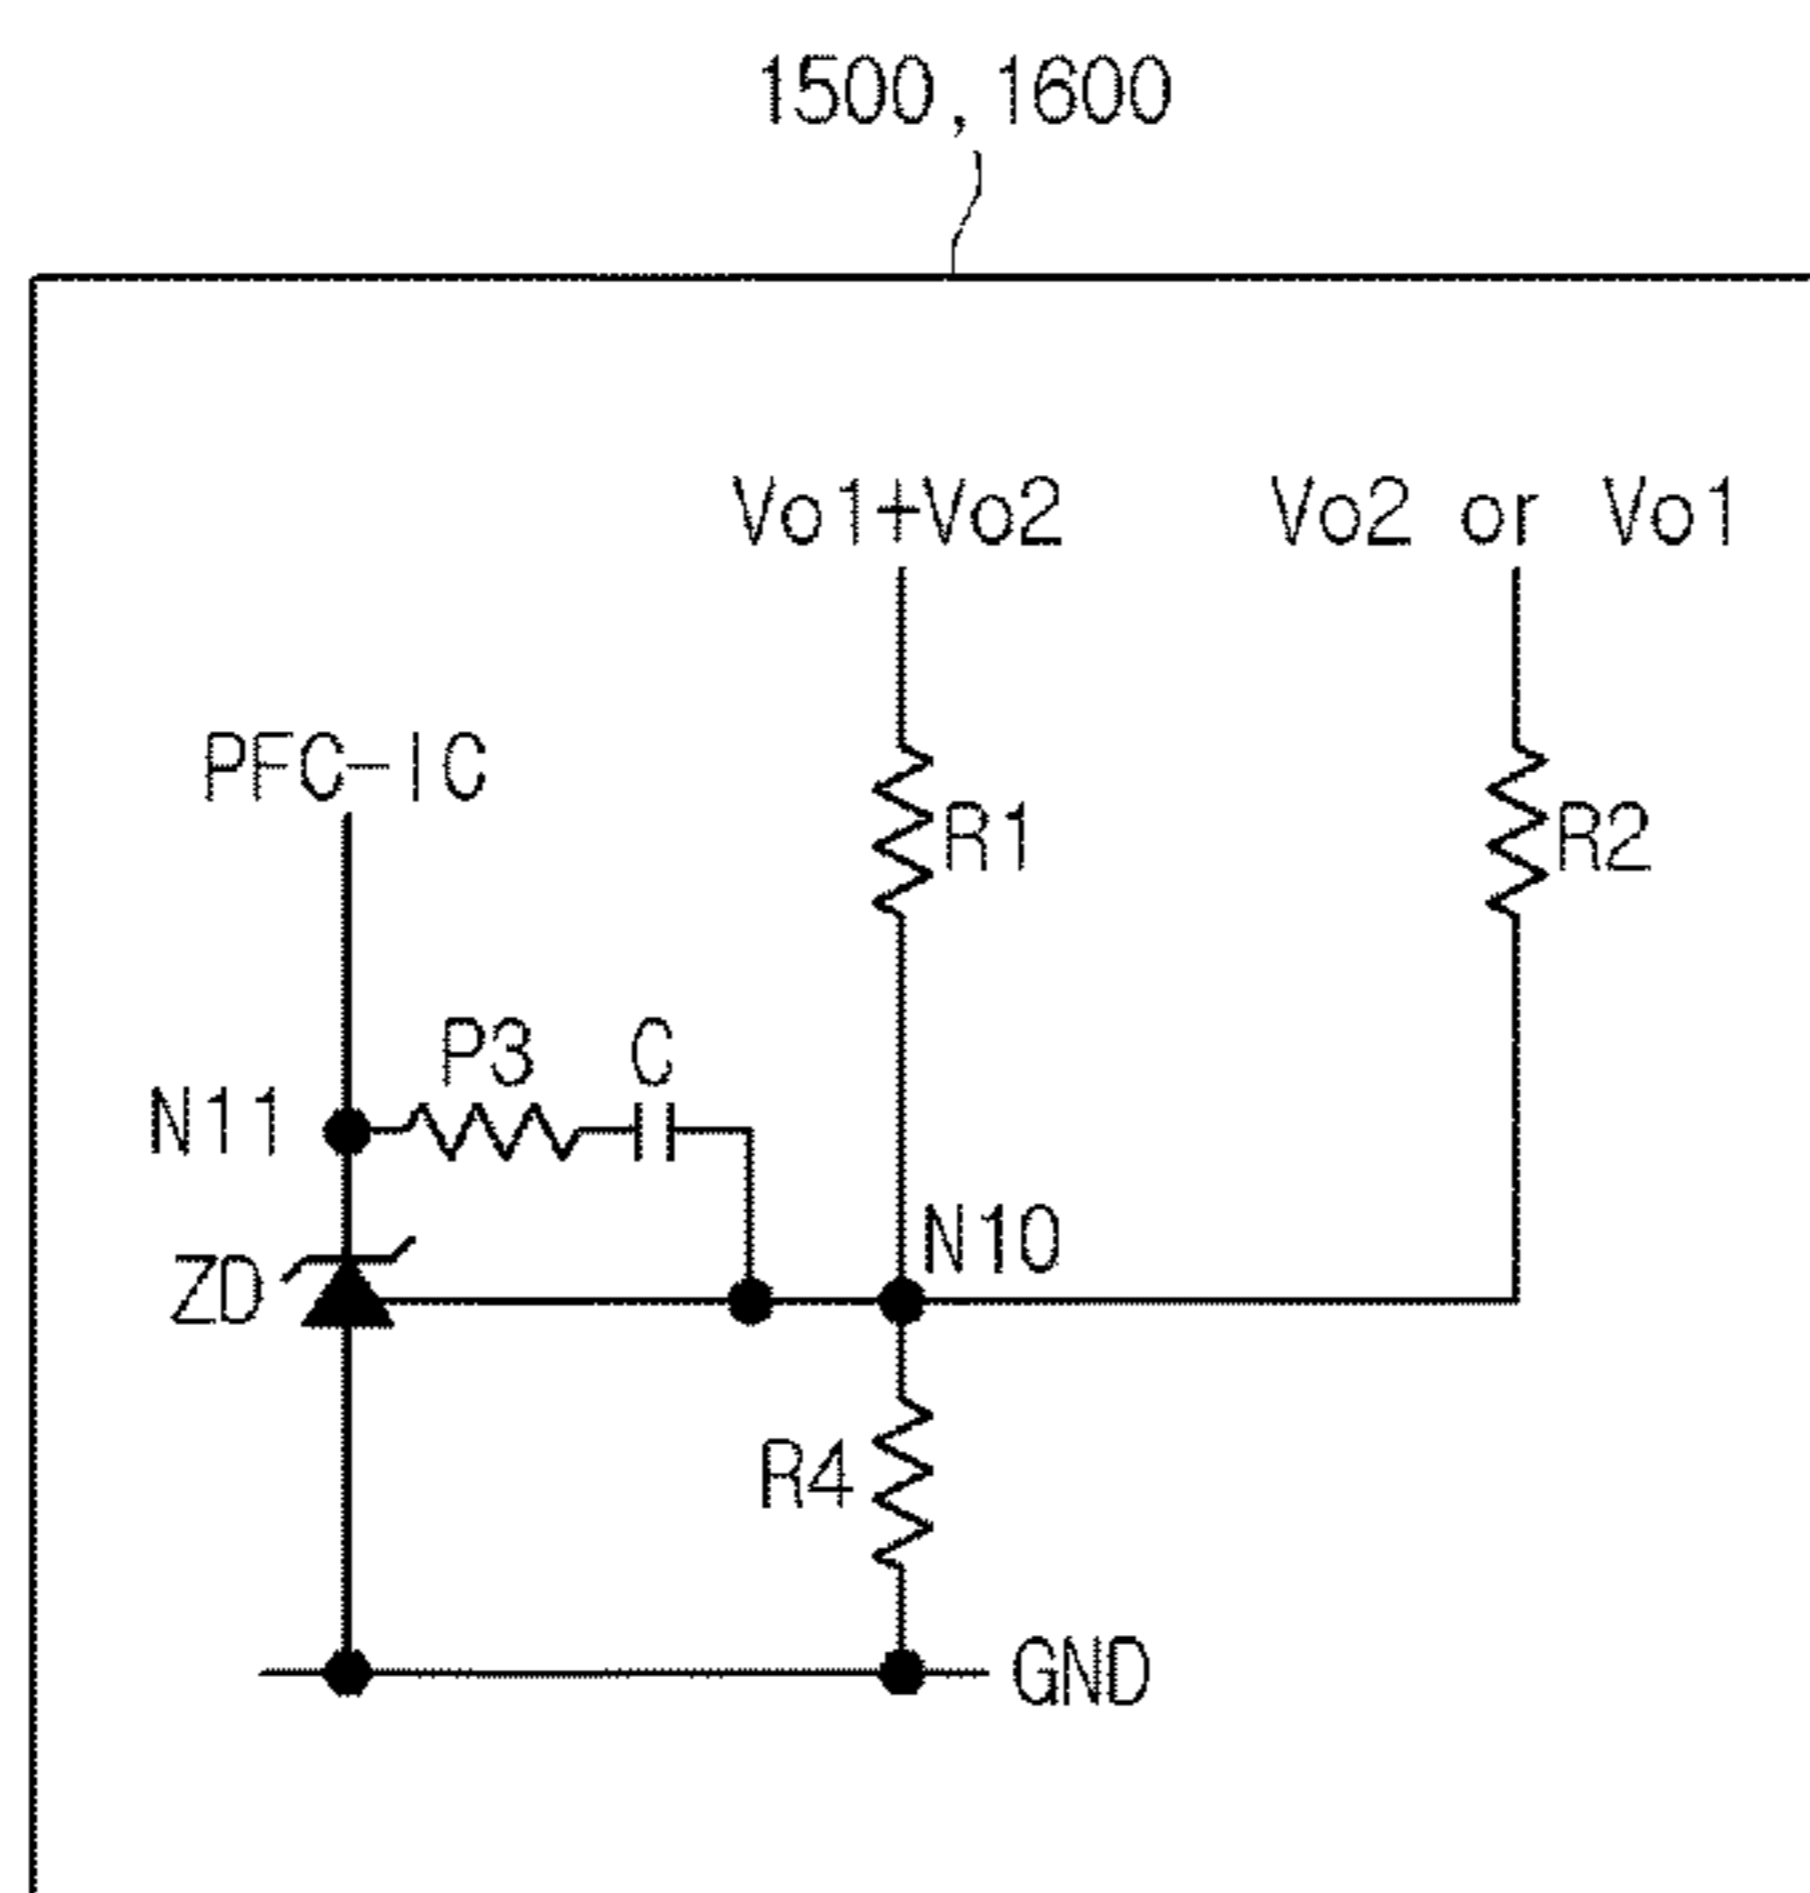 1500, 1600
Vo1+Vo2
Vo2 or Vo1
PFC-IC
R1
R2
P3
C
N11
N10
ZD
R4
GND